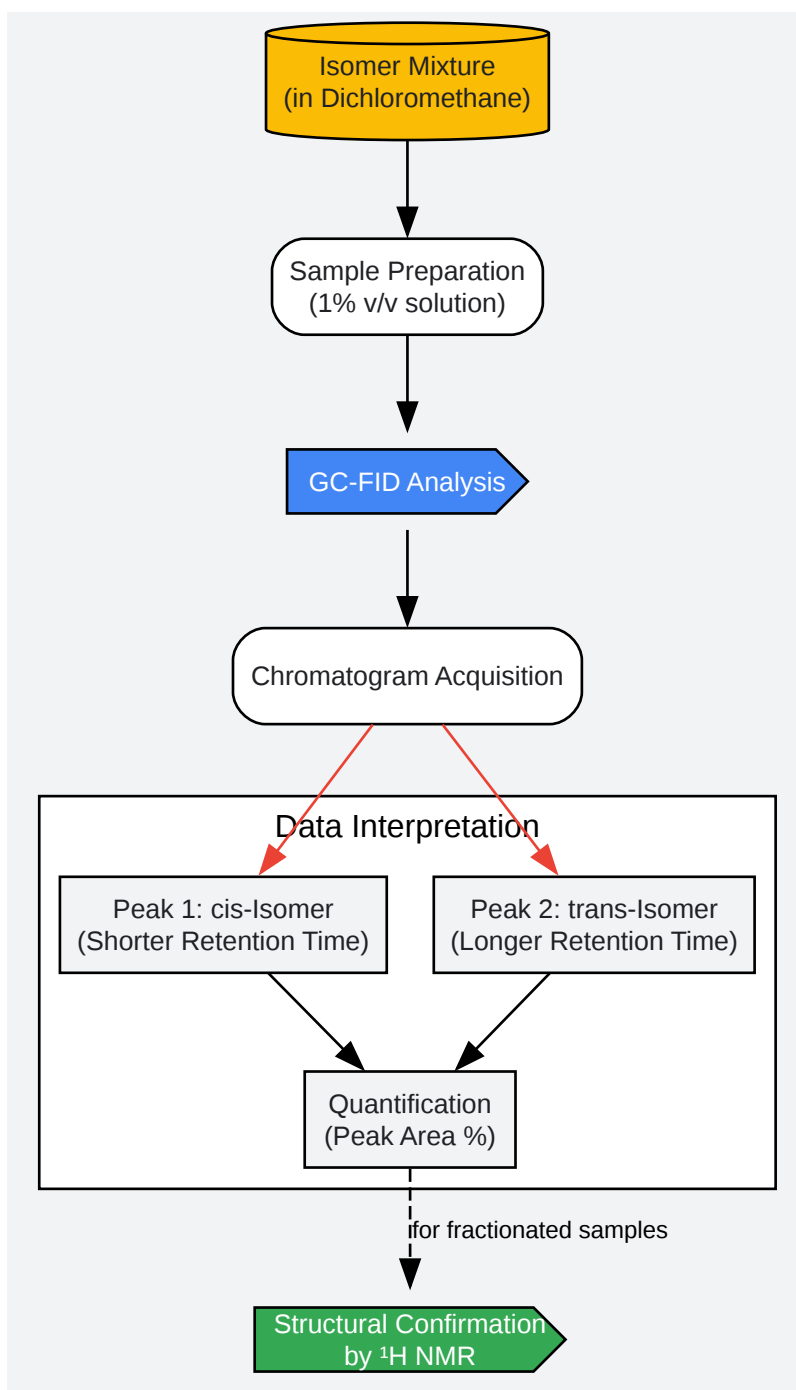 Isomer Mixture
(in Dichloromethane)
Sample Preparation
(1% v/v solution)
GC-FID Analysis
Chromatogram Acquisition
Data Interpretation
Peak 1: cis-Isomer
(Shorter Retention Time)
Peak 2: trans-Isomer
(Longer Retention Time)
Quantification
(Peak Area %)
for fractionated samples
Structural Confirmation
by ¹H NMR